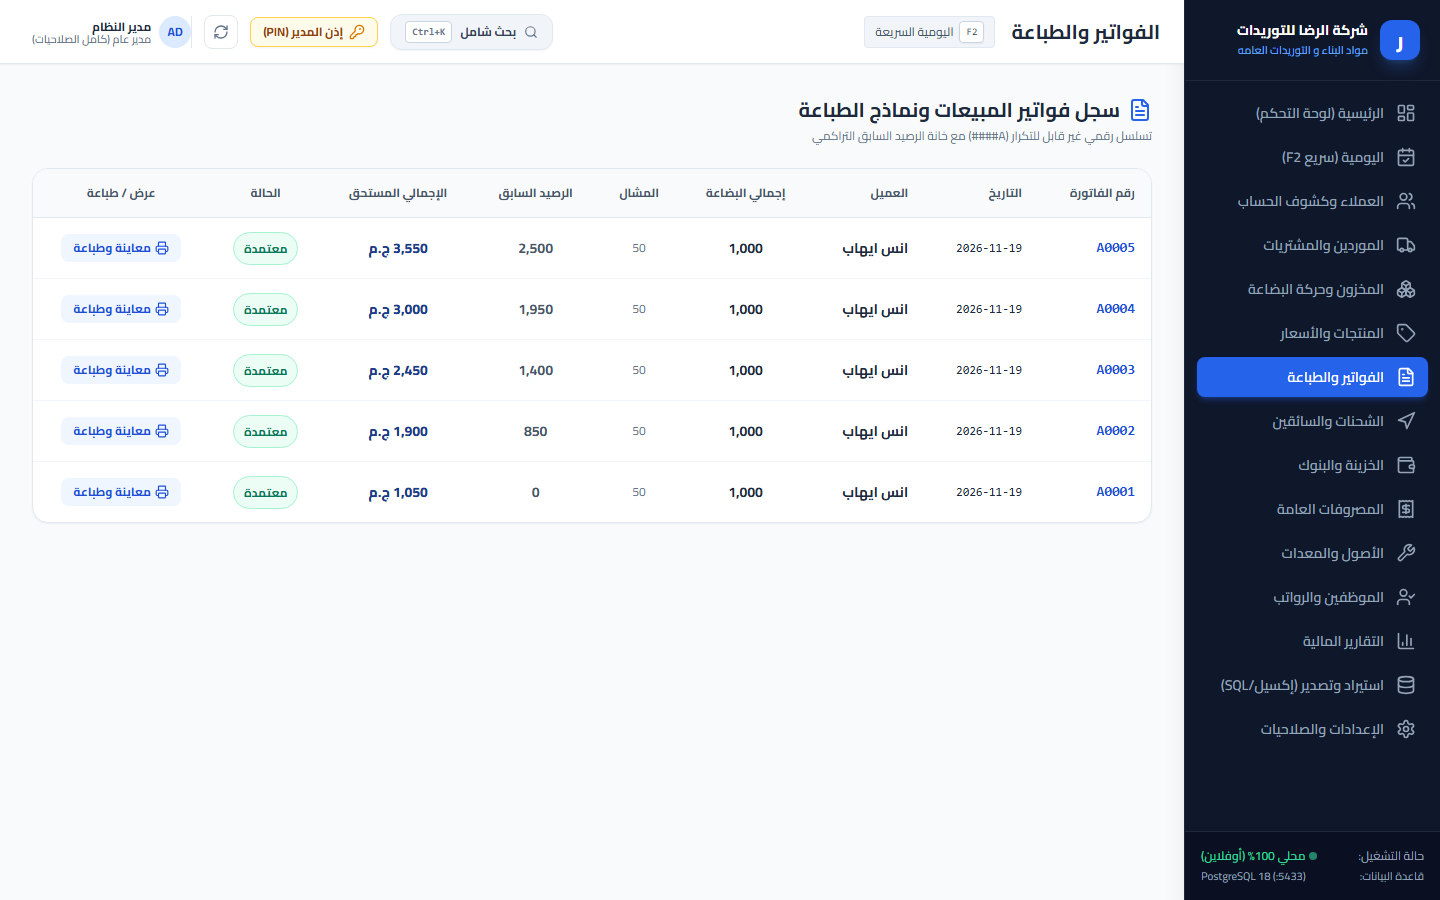 ر
شركة الرضا للتوريدات
مواد البناء و التوريدات العامه
الرئيسية (لوحة التحكم)
اليومية (سريع F2)
العملاء وكشوف الحساب
الموردين والمشتريات
المخزون وحركة البضاعة
المنتجات والأسعار
الفواتير والطباعة
الشحنات والسائقين
الخزينة والبنوك
المصروفات العامة
الأصول والمعدات
الموظفين والرواتب
التقارير المالية
استيراد وتصدير (إكسيل/SQL)
الإعدادات والصلاحيات
حالة التشغيل: محلي 100% (أوفلاين)
قاعدة البيانات: PostgreSQL 18 (:5433)
الفواتير والطباعة
F2 اليومية السريعة
بحث شامل Ctrl+K
إذن المدير (PIN)
AD
مدير النظام
مدير عام (كامل الصلاحيات)
سجل فواتير المبيعات ونماذج الطباعة
تسلسل رقمي غير قابل للتكرار (A####) مع خانة الرصيد السابق التراكمي
رقم الفاتورة التاريخ العميل إجمالي البضاعة المشال الرصيد السابق الإجمالي المستحق الحالة عرض / طباعة
A0005 2026-11-19 انس ايهاب 1,000 50 2,500 3,550 ج.م معتمدة معاينة وطباعة
A0004 2026-11-19 انس ايهاب 1,000 50 1,950 3,000 ج.م معتمدة معاينة وطباعة
A0003 2026-11-19 انس ايهاب 1,000 50 1,400 2,450 ج.م معتمدة معاينة وطباعة
A0002 2026-11-19 انس ايهاب 1,000 50 850 1,900 ج.م معتمدة معاينة وطباعة
A0001 2026-11-19 انس ايهاب 1,000 50 0 1,050 ج.م معتمدة معاينة وطباعة